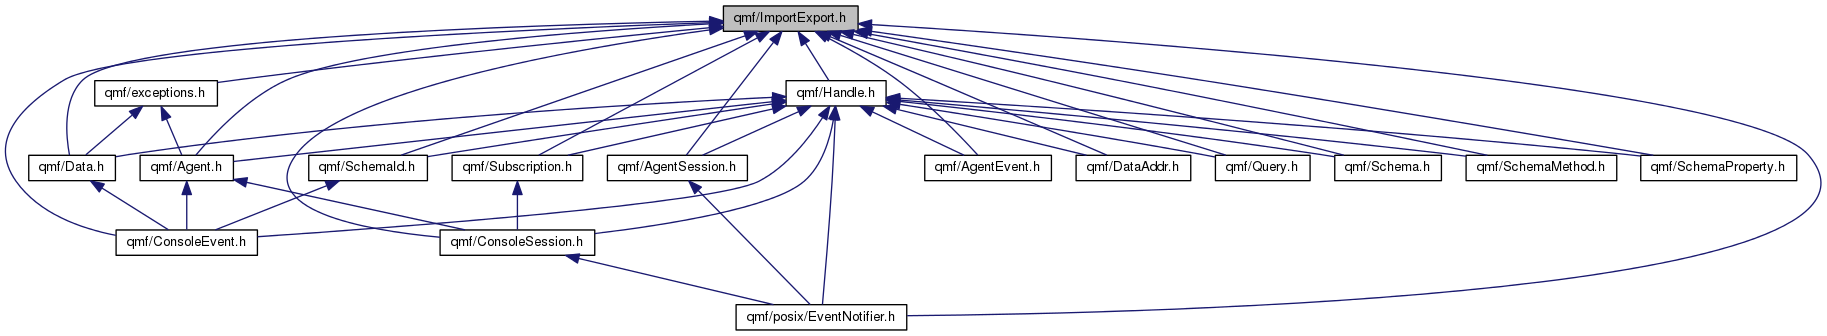 qmf/ImportExport.h
qmf/exceptions.h
qmf/Handle.h
qmf/Data.h
qmf/Agent.h
qmf/SchemaId.h
qmf/Subscription.h
qmf/AgentSession.h
qmf/AgentEvent.h
qmf/DataAddr.h
qmf/Query.h
qmf/Schema.h
qmf/SchemaMethod.h
qmf/SchemaProperty.h
qmf/ConsoleEvent.h
qmf/ConsoleSession.h
qmf/posix/EventNotifier.h